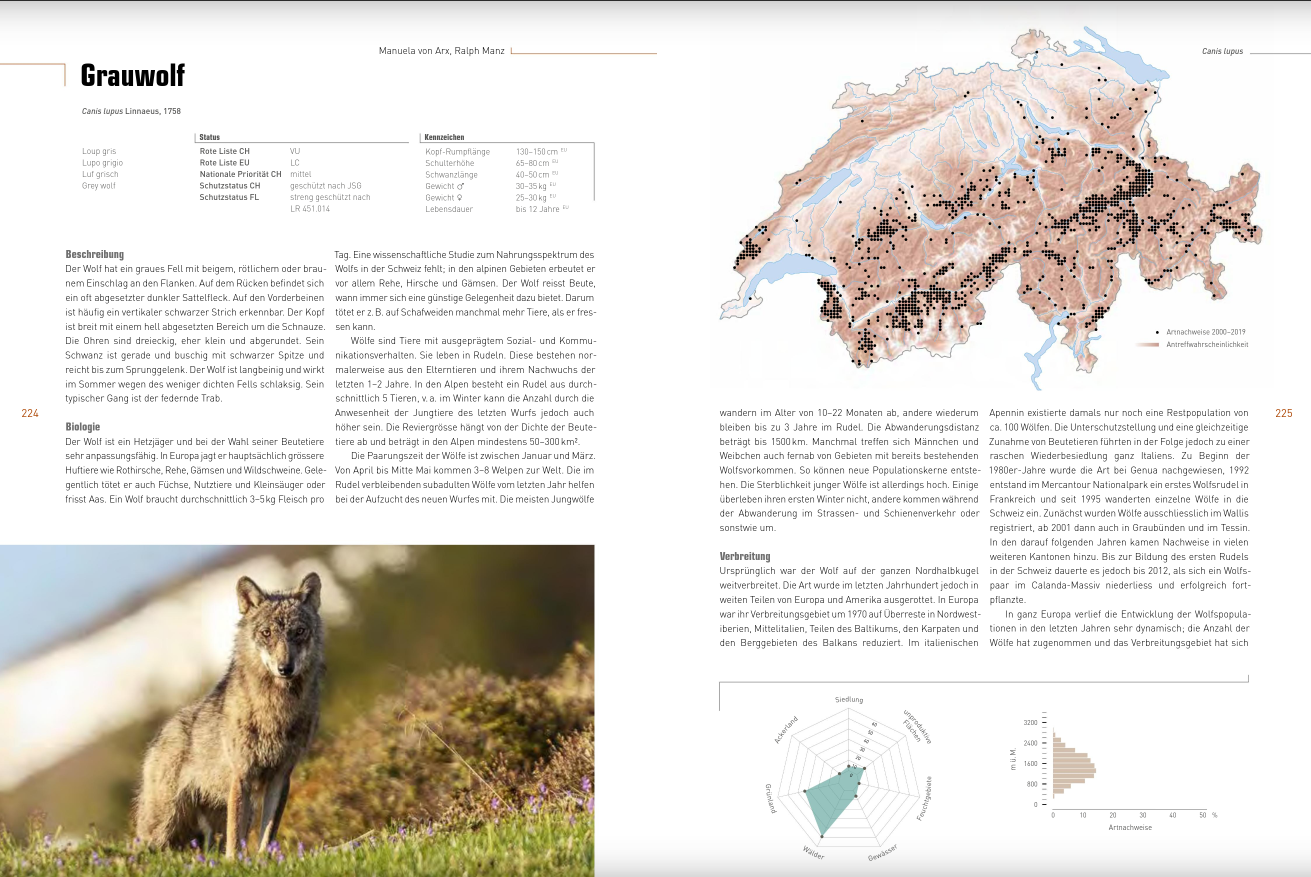 Manuela von Arx, Ralph Manz
Grauwolf
Canis lupus Linnaeus, 1758
Loup gris
Lupo grigio
Luf grisch
Grey wolf
Status
Rote Liste CH VU
Rote Liste EU LC
Nationale Priorität CH mittel
Schutzstatus CH geschützt nach JSG
Schutzstatus FL streng geschützt nach
LR 451.014
Kennzeichen
Kopf-Rumpflänge 130–150 cm EU
Schulterhöhe 65–80 cm EU
Schwanzlänge 40–50 cm EU
Gewicht ♂ 30–35 kg EU
Gewicht ♀ 25–30 kg EU
Lebensdauer bis 12 Jahre EU
Beschreibung
Der Wolf hat ein graues Fell mit beigem, rötlichem oder brau-
nem Einschlag an den Flanken. Auf dem Rücken befindet sich
ein oft abgesetzter dunkler Sattelfleck. Auf den Vorderbeinen
ist häufig ein vertikaler schwarzer Strich erkennbar. Der Kopf
ist breit mit einem hell abgesetzten Bereich um die Schnauze.
Die Ohren sind dreieckig, eher klein und abgerundet. Sein
Schwanz ist gerade und buschig mit schwarzer Spitze und
reicht bis zum Sprunggelenk. Der Wolf ist langbeinig und wirkt
im Sommer wegen des weniger dichten Fells schlaksig. Sein
typischer Gang ist der federnde Trab.
224
Biologie
Der Wolf ist ein Hetzjäger und bei der Wahl seiner Beutetiere
sehr anpassungsfähig. In Europa jagt er hauptsächlich grössere
Huftiere wie Rothirsche, Rehe, Gämsen und Wildschweine. Gele-
gentlich tötet er auch Füchse, Nutztiere und Kleinsäuger oder
frisst Aas. Ein Wolf braucht durchschnittlich 3–5 kg Fleisch pro
Tag. Eine wissenschaftliche Studie zum Nahrungsspektrum des
Wolfs in der Schweiz fehlt; in den alpinen Gebieten erbeutet er
vor allem Rehe, Hirsche und Gämsen. Der Wolf reisst Beute,
wann immer sich eine günstige Gelegenheit dazu bietet. Darum
tötet er z. B. auf Schafweiden manchmal mehr Tiere, als er fres-
sen kann.
Wölfe sind Tiere mit ausgeprägtem Sozial- und Kommu-
nikationsverhalten. Sie leben in Rudeln. Diese bestehen nor-
malerweise aus den Elterntieren und ihrem Nachwuchs der
letzten 1–2 Jahre. In den Alpen besteht ein Rudel aus durch-
schnittlich 5 Tieren, v. a. im Winter kann die Anzahl durch die
Anwesenheit der Jungtiere des letzten Wurfs jedoch auch
höher sein. Die Reviergrösse hängt von der Dichte der Beute-
tiere ab und beträgt in den Alpen mindestens 50–300 km².
Die Paarungszeit der Wölfe ist zwischen Januar und März.
Von April bis Mitte Mai kommen 3–8 Welpen zur Welt. Die im
Rudel verbleibenden subadulten Wölfe vom letzten Jahr helfen
bei der Aufzucht des neuen Wurfes mit. Die meisten Jungwölfe
Canis lupus
Artnachweise 2000–2019
Antreffwahrscheinlichkeit
wandern im Alter von 10–22 Monaten ab, andere wiederum
bleiben bis zu 3 Jahre im Rudel. Die Abwanderungsdistanz
beträgt bis 1500 km. Manchmal treffen sich Männchen und
Weibchen auch fernab von Gebieten mit bereits bestehenden
Wolfsvorkommen. So können neue Populationskerne entste-
hen. Die Sterblichkeit junger Wölfe ist allerdings hoch. Einige
überleben ihren ersten Winter nicht, andere kommen während
der Abwanderung im Strassen- und Schienenverkehr oder
sonstwie um.
Verbreitung
Ursprünglich war der Wolf auf der ganzen Nordhalbkugel
weitverbreitet. Die Art wurde im letzten Jahrhundert jedoch in
weiten Teilen von Europa und Amerika ausgerottet. In Europa
war ihr Verbreitungsgebiet um 1970 auf Überreste in Nordwest-
iberien, Mittelitalien, Teilen des Baltikums, den Karpaten und
den Berggebieten des Balkans reduziert. Im italienischen
Apennin existierte damals nur noch eine Restpopulation von
ca. 100 Wölfen. Die Unterschutzstellung und eine gleichzeitige
Zunahme von Beutetieren führten in der Folge jedoch zu einer
raschen Wiederbesiedlung ganz Italiens. Zu Beginn der
1980er-Jahre wurde die Art bei Genua nachgewiesen, 1992
entstand im Mercantour Nationalpark ein erstes Wolfsrudel in
Frankreich und seit 1995 wanderten einzelne Wölfe in die
Schweiz ein. Zunächst wurden Wölfe ausschliesslich im Wallis
registriert, ab 2001 dann auch in Graubünden und im Tessin.
In den darauf folgenden Jahren kamen Nachweise in vielen
weiteren Kantonen hinzu. Bis zur Bildung des ersten Rudels
in der Schweiz dauerte es jedoch bis 2012, als sich ein Wolfs-
paar im Calanda-Massiv niederliess und erfolgreich fort-
pflanzte.
In ganz Europa verlief die Entwicklung der Wolfspopula-
tionen in den letzten Jahren sehr dynamisch; die Anzahl der
Wölfe hat zugenommen und das Verbreitungsgebiet hat sich
225
Siedlung
unproduktive
Flächen
Feuchtgebiete
Gewässer
Wälder
Grünland
Ackerland
m ü. M.
3200
2400
1600
800
0
0 10 20 30 40 50 %
Artnachweise